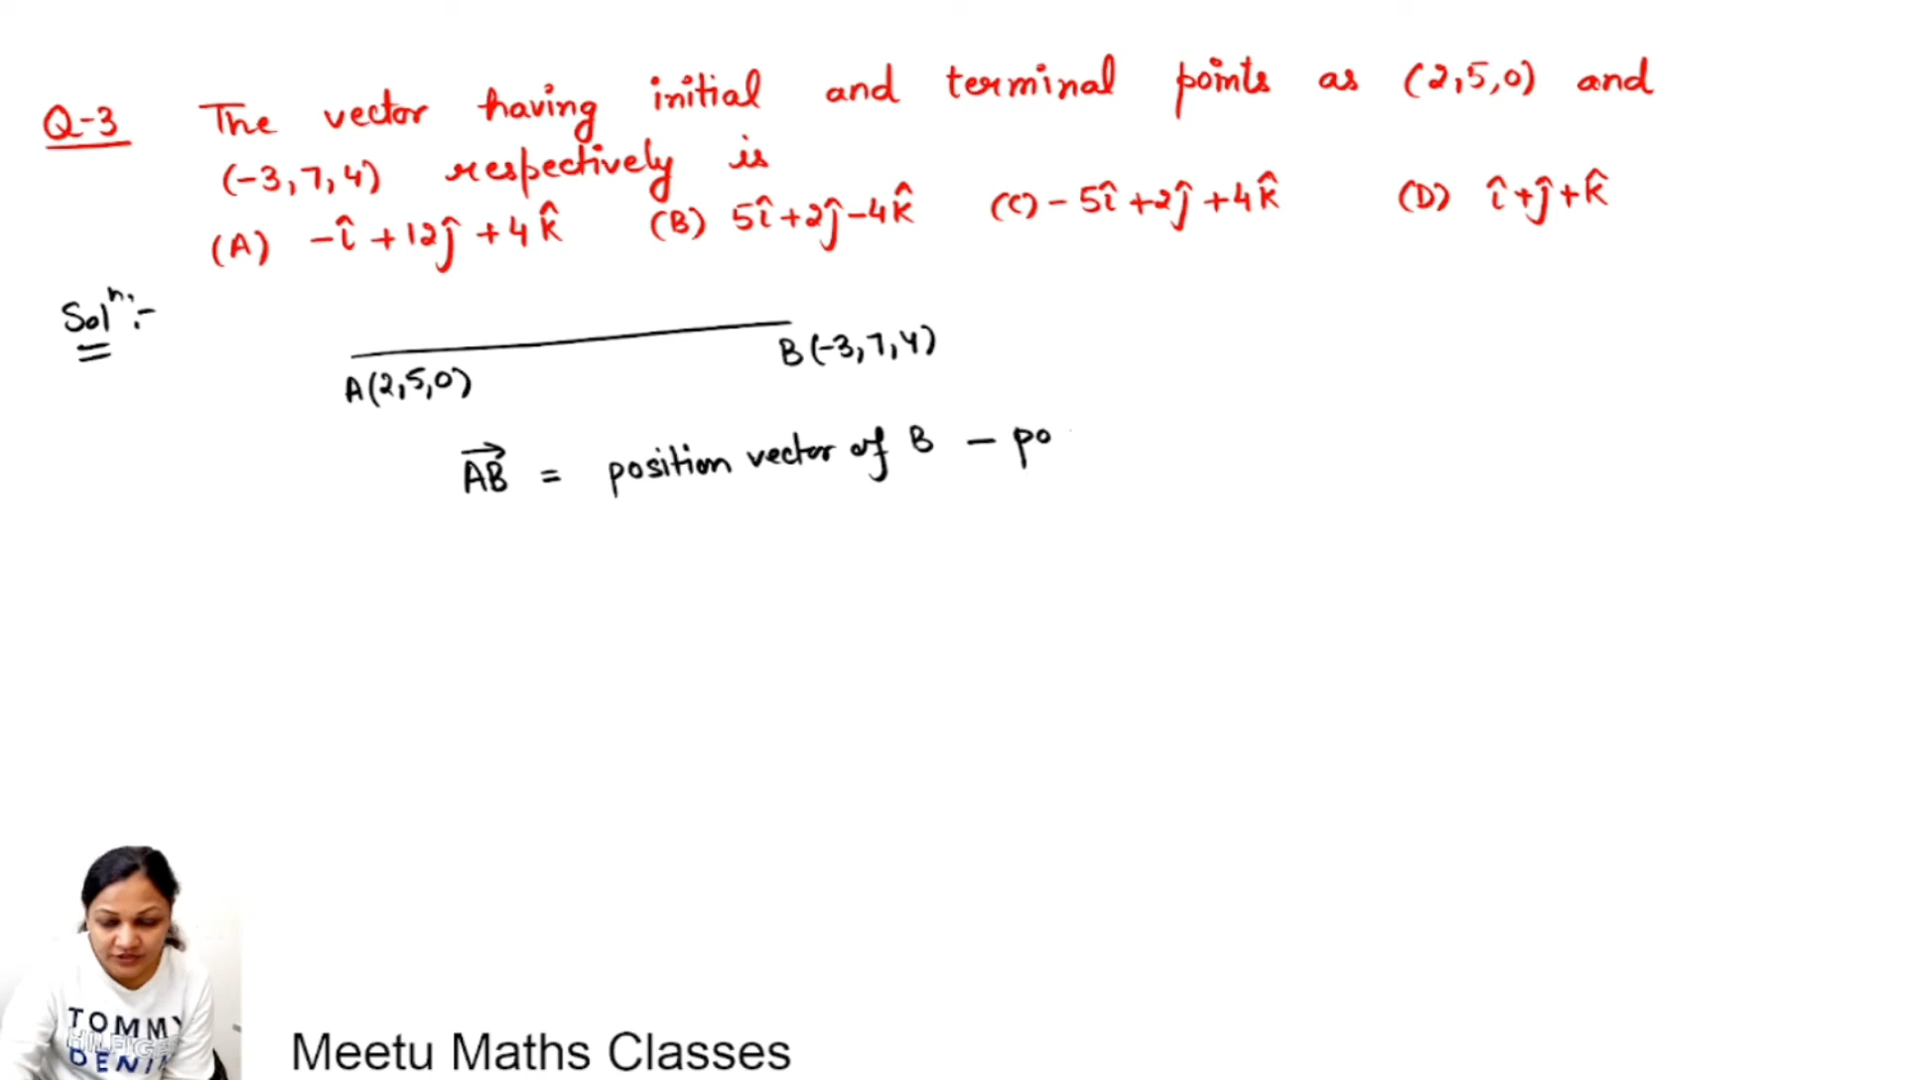 Q-3 The vector having initial and terminal points as (2,5,0) and
(-3,7,4) respectively is
(A) -î + 12ĵ + 4k̂ (B) 5î + 2ĵ - 4k̂ (C) - 5î + 2ĵ + 4k̂ (D) î + ĵ + k̂
Solⁿ:-
A(2,5,0) B(-3,7,4)
A⃗B⃗ = position vector of B - po
TOMMY
HILFIGER
DENIM
Meetu Maths Classes